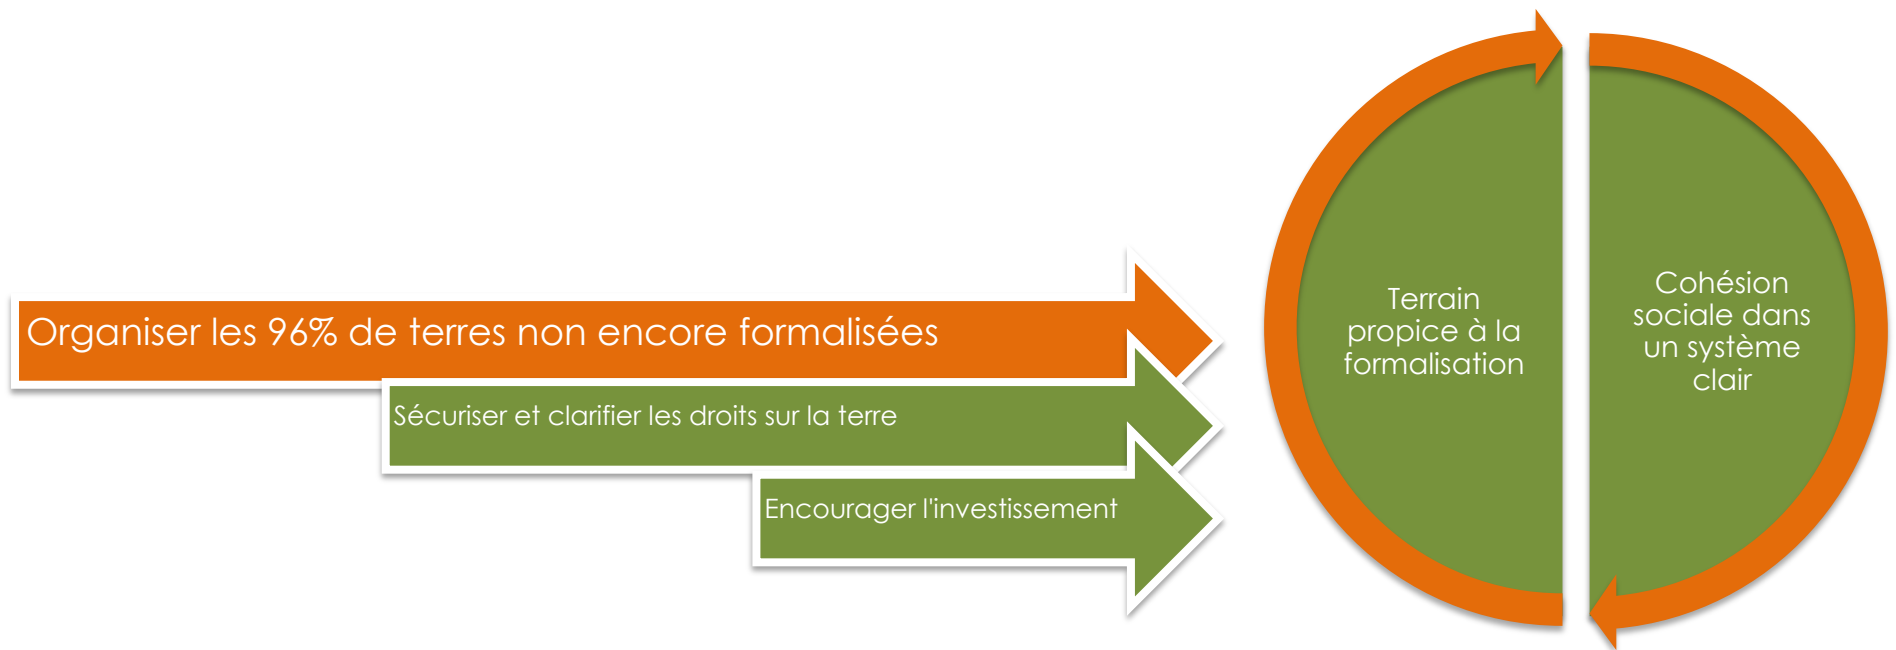 Organiser les 96% de terres non encore formalisées
Sécuriser et clarifier les droits sur la terre
Encourager l'investissement
Terrain
propice à la
formalisation
Cohésion
sociale dans
un système
clair